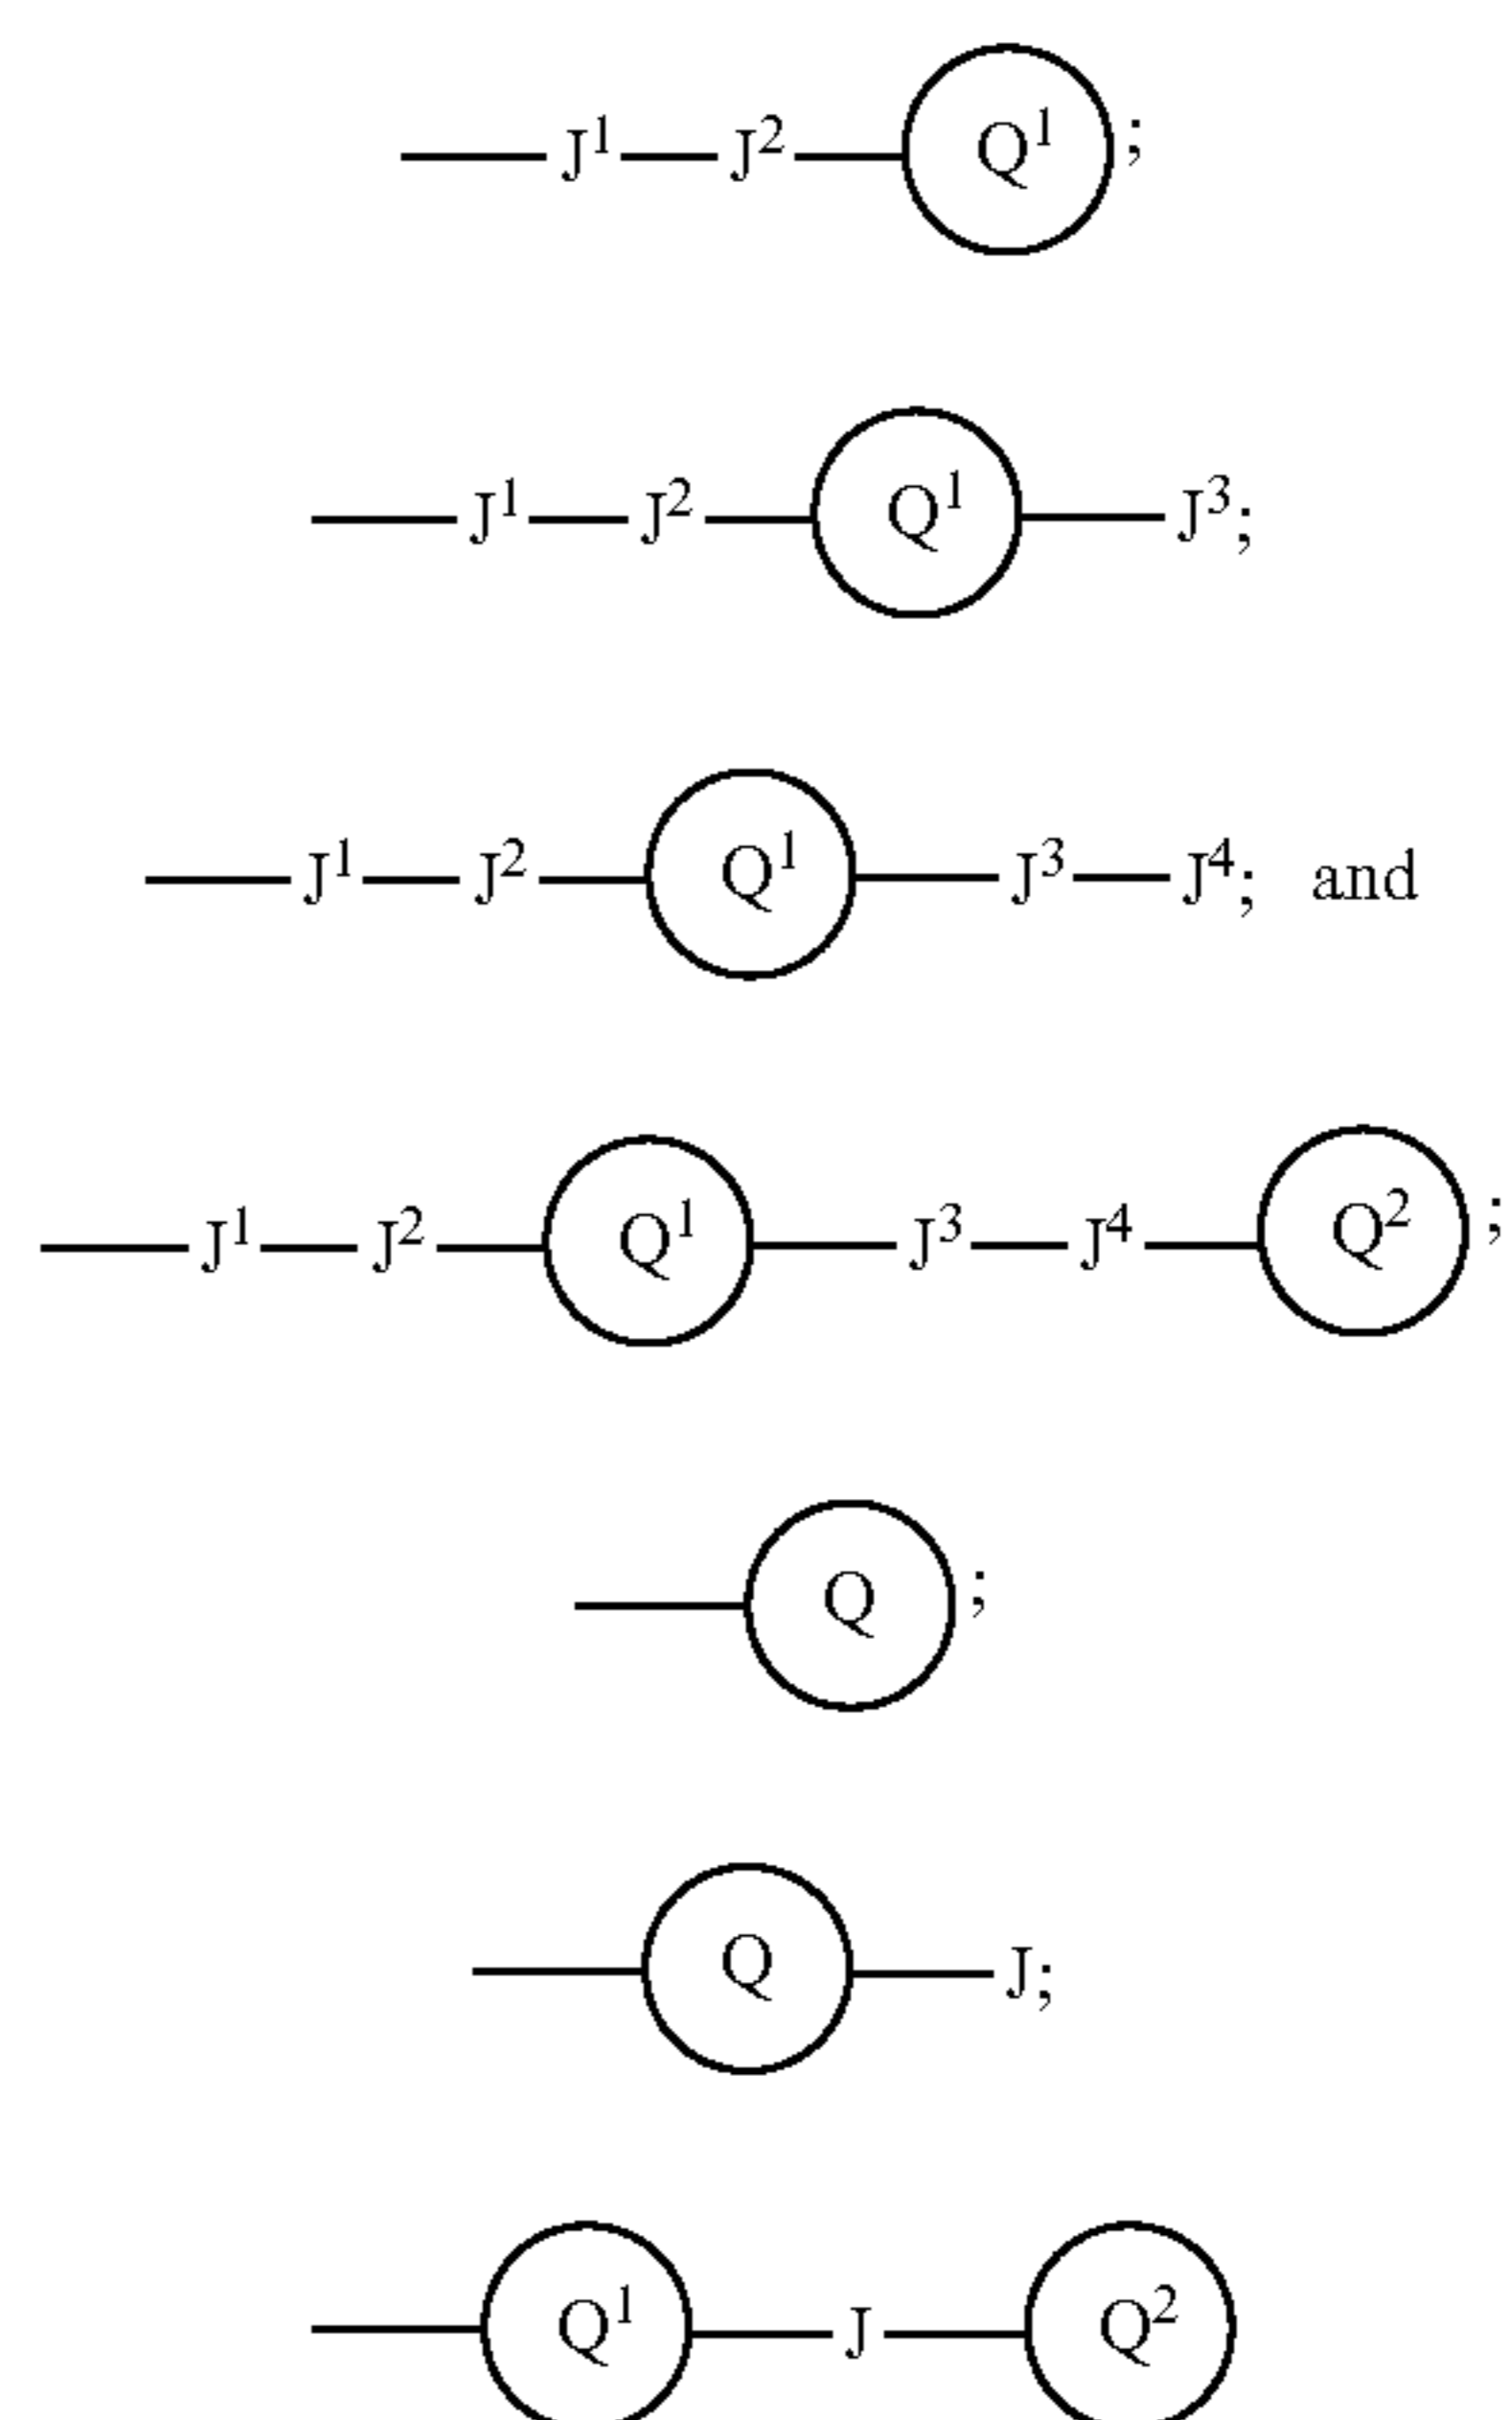 J¹ J² Q¹ ;
J¹ J² Q¹ J³;
J¹ J² Q¹ J³ J⁴; and
J¹ J² Q¹ J³ J⁴ Q² ;
Q ;
Q J;
Q¹ J Q²